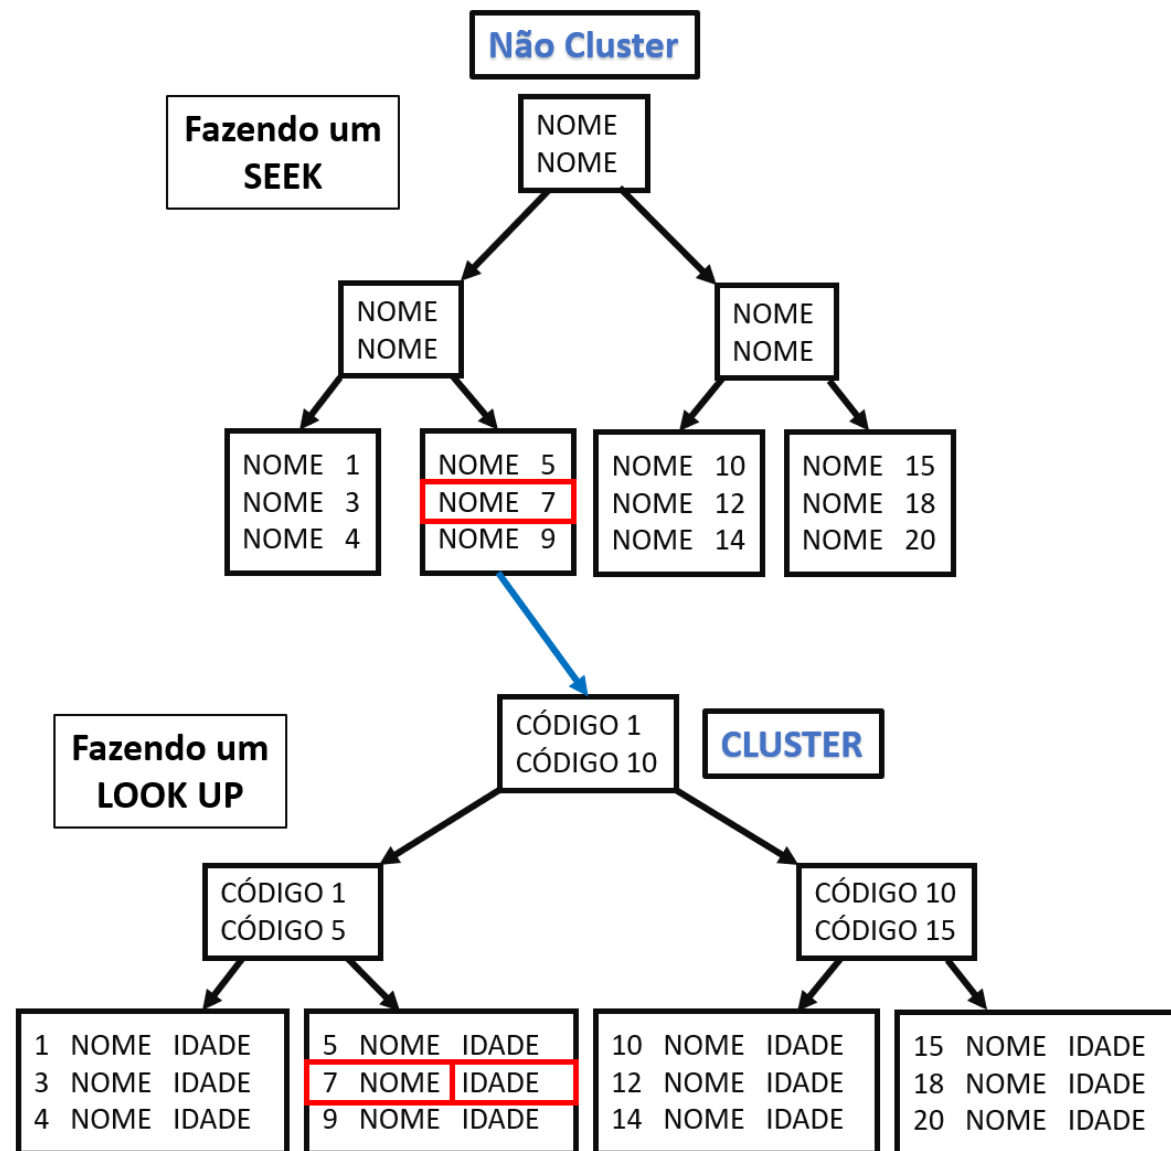 Não Cluster
Fazendo um
SEEK
NOME
NOME
NOME
NOME
NOME
NOME
NOME 1
NOME 3
NOME 4
NOME 5
NOME 7
NOME 9
NOME 10
NOME 12
NOME 14
NOME 15
NOME 18
NOME 20
Fazendo um
LOOK UP
CÓDIGO 1
CÓDIGO 10
CLUSTER
CÓDIGO 1
CÓDIGO 5
CÓDIGO 10
CÓDIGO 15
1 NOME IDADE
3 NOME IDADE
4 NOME IDADE
5 NOME IDADE
7 NOME IDADE
9 NOME IDADE
10 NOME IDADE
12 NOME IDADE
14 NOME IDADE
15 NOME IDADE
18 NOME IDADE
20 NOME IDADE